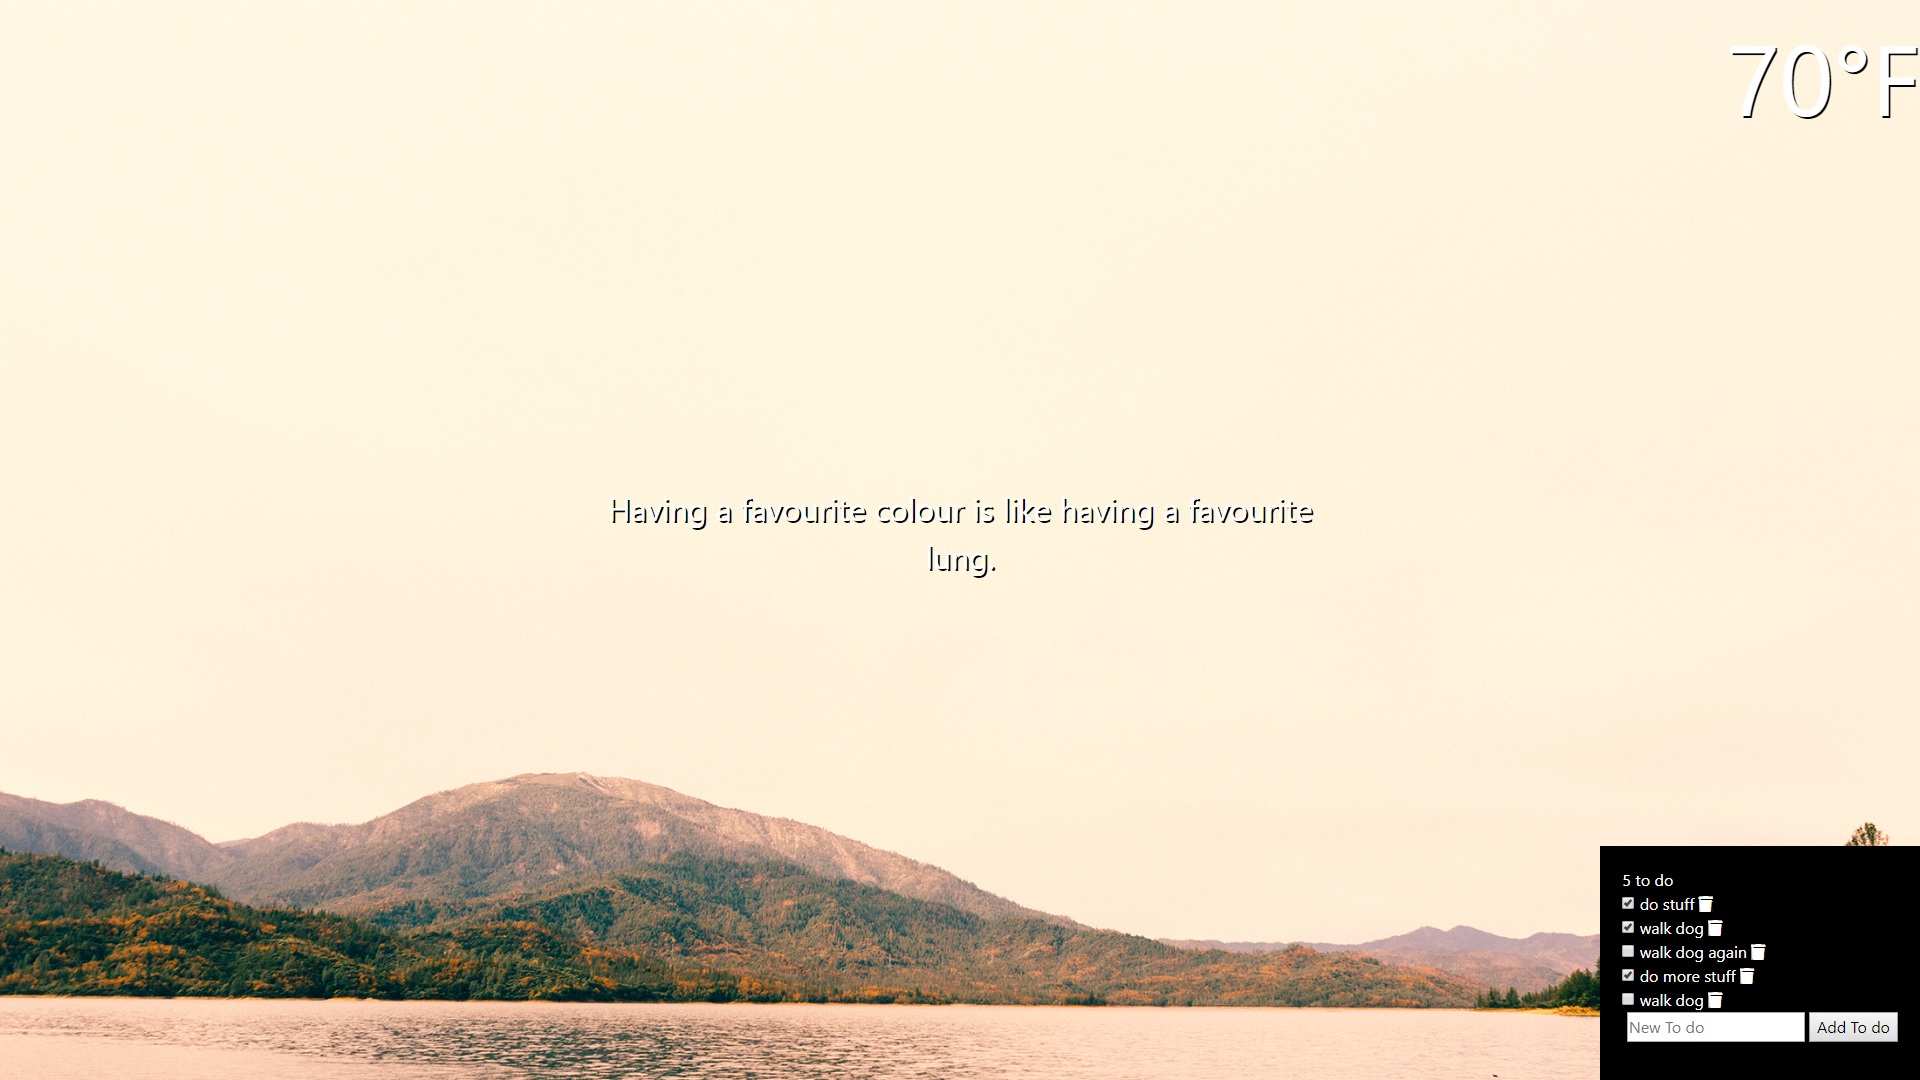 70°F
Having a favourite colour is like having a favourite
lung.
5 to do
do stuff
walk dog
walk dog again
do more stuff
walk dog
New To do
Add To do